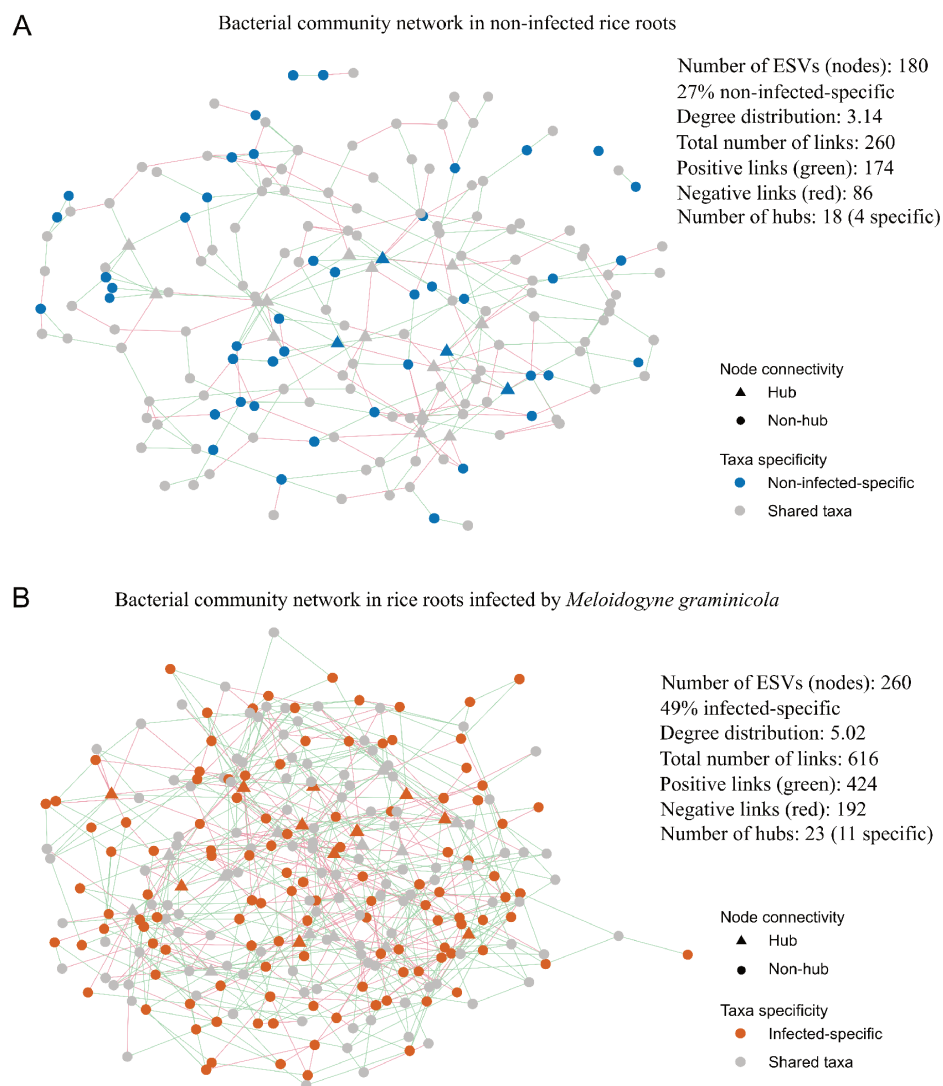 A
Bacterial community network in non-infected rice roots
Number of ESVs (nodes): 180
27% non-infected-specific
Degree distribution: 3.14
Total number of links: 260
Positive links (green): 174
Negative links (red): 86
Number of hubs: 18 (4 specific)
Node connectivity
Hub
Non-hub
Taxa specificity
Non-infected-specific
Shared taxa
B
Bacterial community network in rice roots infected by Meloidogyne graminicola
Number of ESVs (nodes): 260
49% infected-specific
Degree distribution: 5.02
Total number of links: 616
Positive links (green): 424
Negative links (red): 192
Number of hubs: 23 (11 specific)
Node connectivity
Hub
Non-hub
Taxa specificity
Infected-specific
Shared taxa